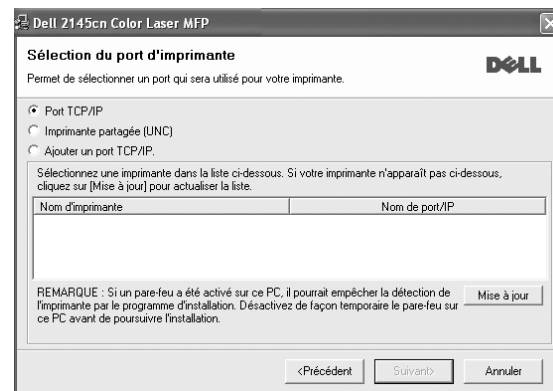 Dell 2145cn Color Laser MFP
Sélection du port d'imprimante
Permet de sélectionner un port qui sera utilisé pour votre imprimante.
DELL
Port TCP/IP
Imprimante partagée (UNC)
Ajouter un port TCP/IP.
Sélectionnez une imprimante dans la liste ci-dessous. Si votre imprimante n'apparaît pas ci-dessous,
cliquez sur [Mise à jour] pour actualiser la liste.
Nom d'imprimante
Nom de port/IP
REMARQUE : Si un pare-feu a été activé sur ce PC, il pourrait empêcher la détection de
l'imprimante par le programme d'installation. Désactivez de façon temporaire le pare-feu sur
ce PC avant de poursuivre l'installation.
Mise à jour
<Précédent
Suivant>
Annuler